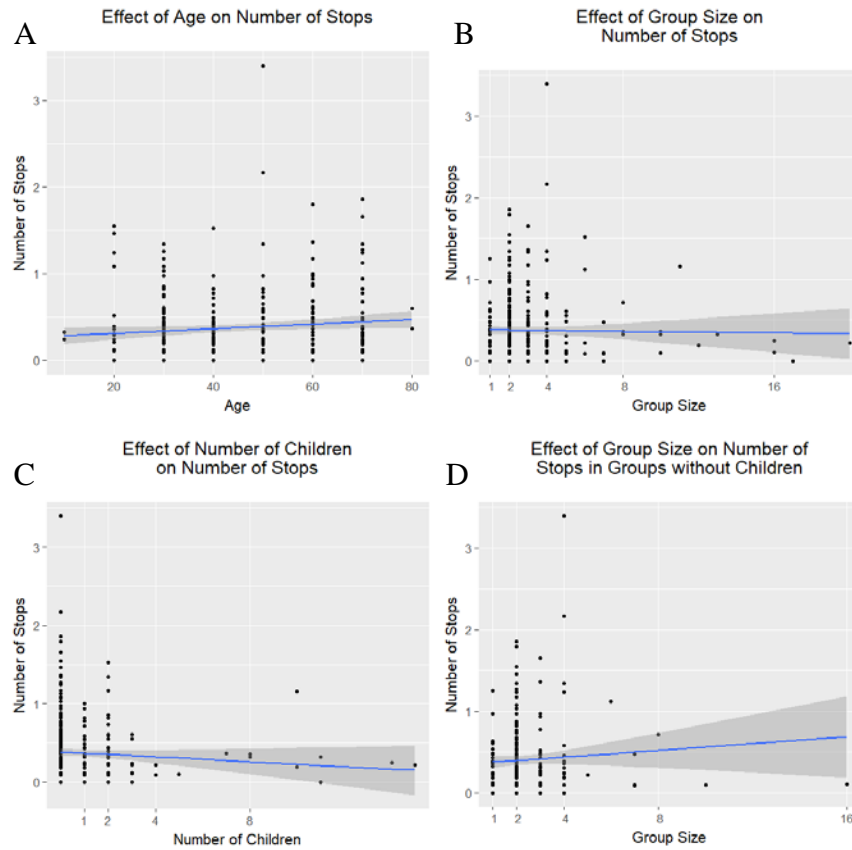 A
Effect of Age on Number of Stops
Number of Stops
3
2
1
0
20
40
60
80
Age
B
Effect of Group Size on
Number of Stops
Number of Stops
3
2
1
0
1
2
4
8
16
Group Size
C
Effect of Number of Children
on Number of Stops
Number of Stops
3
2
1
0
1
2
4
8
Number of Children
D
Effect of Group Size on Number of
Stops in Groups without Children
Number of Stops
3
2
1
0
1
2
4
8
16
Group Size